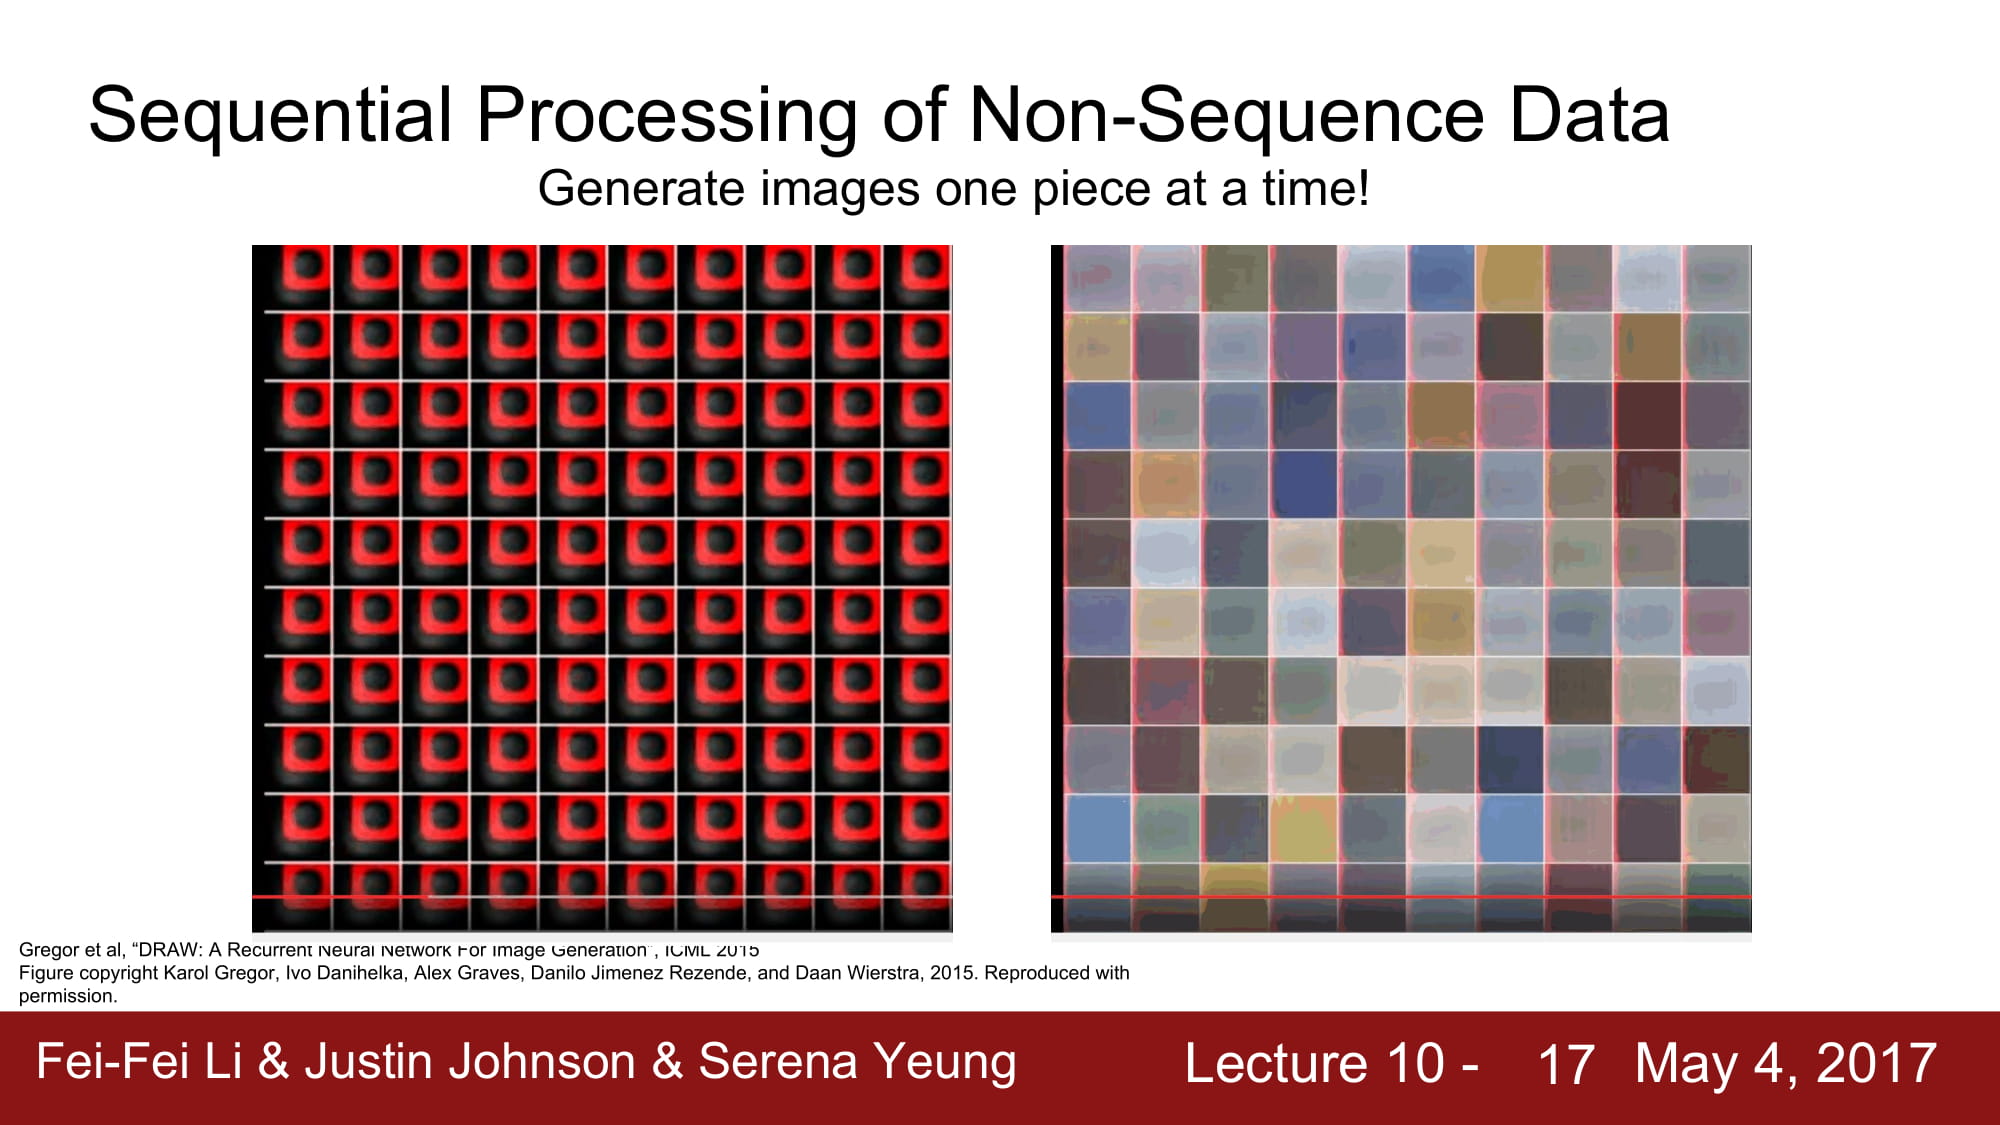 Sequential Processing of Non-Sequence Data
Generate images one piece at a time!
Gregor et al, “DRAW: A Recurrent Neural Network For Image Generation”, ICML 2015
Figure copyright Karol Gregor, Ivo Danihelka, Alex Graves, Danilo Jimenez Rezende, and Daan Wierstra, 2015. Reproduced with
permission.
Fei-Fei Li & Justin Johnson & Serena Yeung
Lecture 10 - 17 May 4, 2017